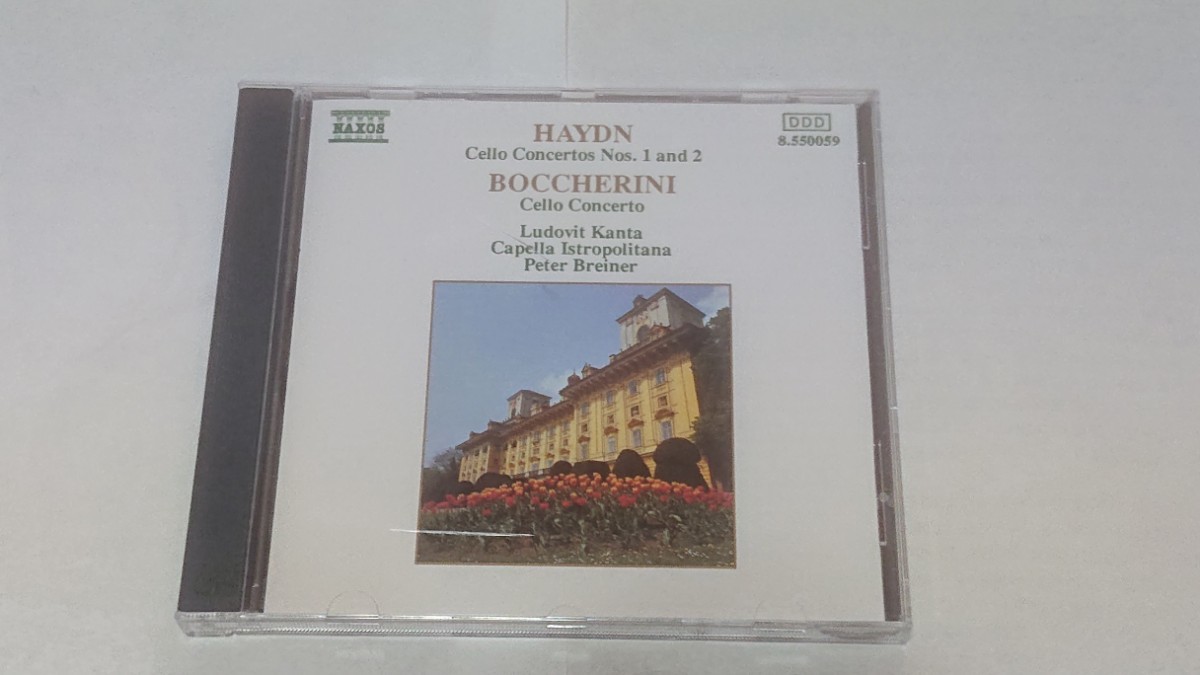 NAXOS
DDD
8.550059
HAYDN
Cello Concertos Nos. 1 and 2
BOCCHERINI
Cello Concerto
Ludovit Kanta
Capella Istropolitana
Peter Breiner